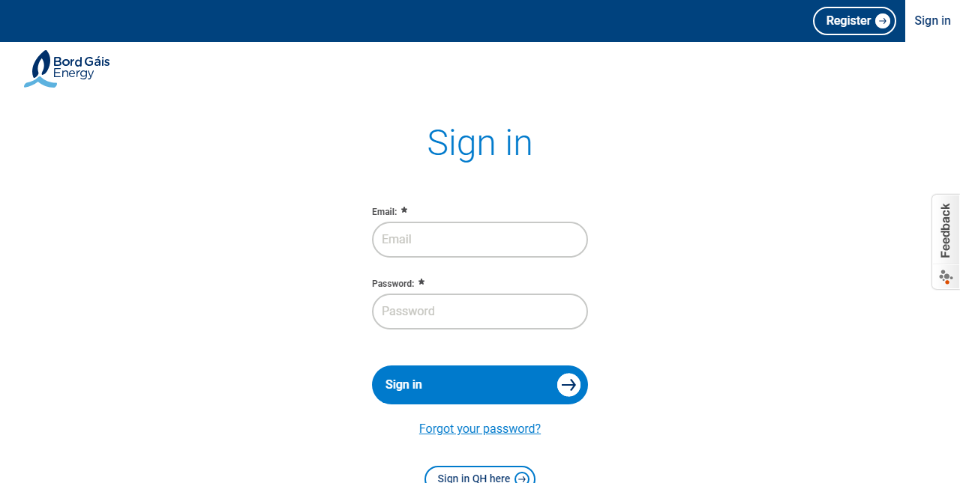 Register
Sign in
Bord Gáis
Energy
Sign in
Email: *
Email
Feedback
Password: *
Password
Sign in
Forgot your password?
Sign in QH here